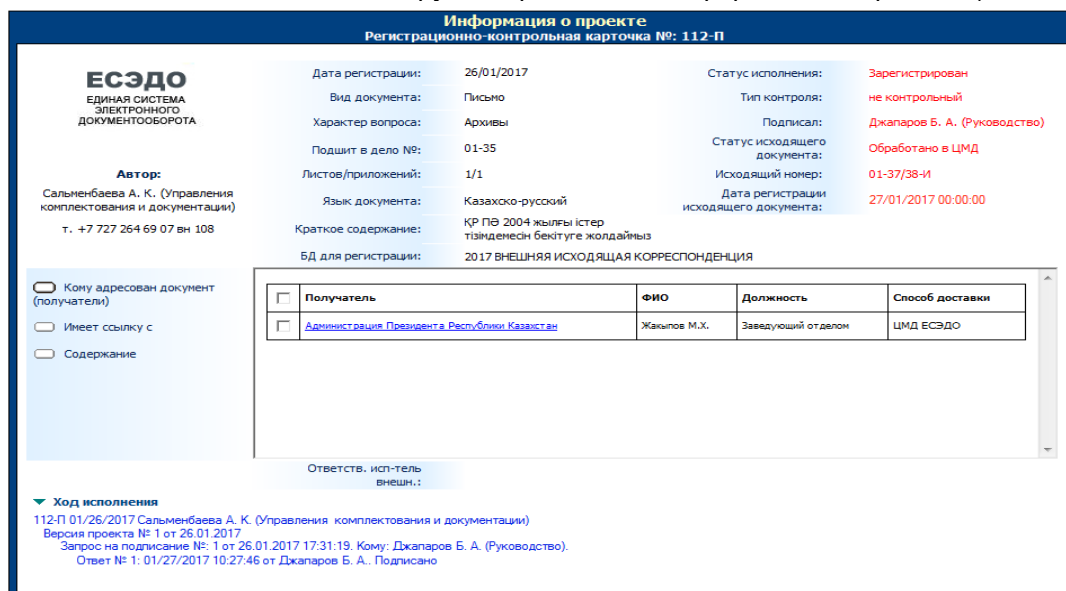 Информация о проекте
Регистрационно-контрольная карточка №: 112-П
ЕСЭДО
ЕДИНАЯ СИСТЕМА
ЭЛЕКТРОННОГО
ДОКУМЕНТООБОРОТА
Автор:
Сальменбаева А. К. (Управления
комплектования и документации)
т. +7 727 264 69 07 вн 108
Дата регистрации: 26/01/2017 Статус исполнения: Зарегистрирован
Вид документа: Письмо Тип контроля: не контрольный
Характер вопроса: Архивы Подписал: Джапаров Б. А. (Руководство)
Подшит в дело №: 01-35 Статус исходящего
документа: Обработано в ЦМД
Листов/приложений: 1/1 Исходящий номер: 01-37/38-И
Язык документа: Казахско-русский Дата регистрации
исходящего документа: 27/01/2017 00:00:00
Краткое содержание: ҚР ПӘ 2004 жылғы істер
тізімдемесін бекітуге жолдаймыз
БД для регистрации: 2017 ВНЕШНЯЯ ИСХОДЯЩАЯ КОРРЕСПОНДЕНЦИЯ
Кому адресован документ
(получатели)
Имеет ссылку с
Содержание
Получатель ФИО Должность Способ доставки
Администрация Президента Республики Казахстан Жакыпов М.Х. Заведующий отделом ЦМД ЕСЭДО
Ответств. исп-тель
внешн.:
Ход исполнения
112-П 01/26/2017 Сальменбаева А. К. (Управления комплектования и документации)
Версия проекта № 1 от 26.01.2017
Запрос на подписание №: 1 от 26.01.2017 17:31:19. Кому: Джапаров Б. А. (Руководство).
Ответ № 1: 01/27/2017 10:27:46 от Джапаров Б. А.. Подписано